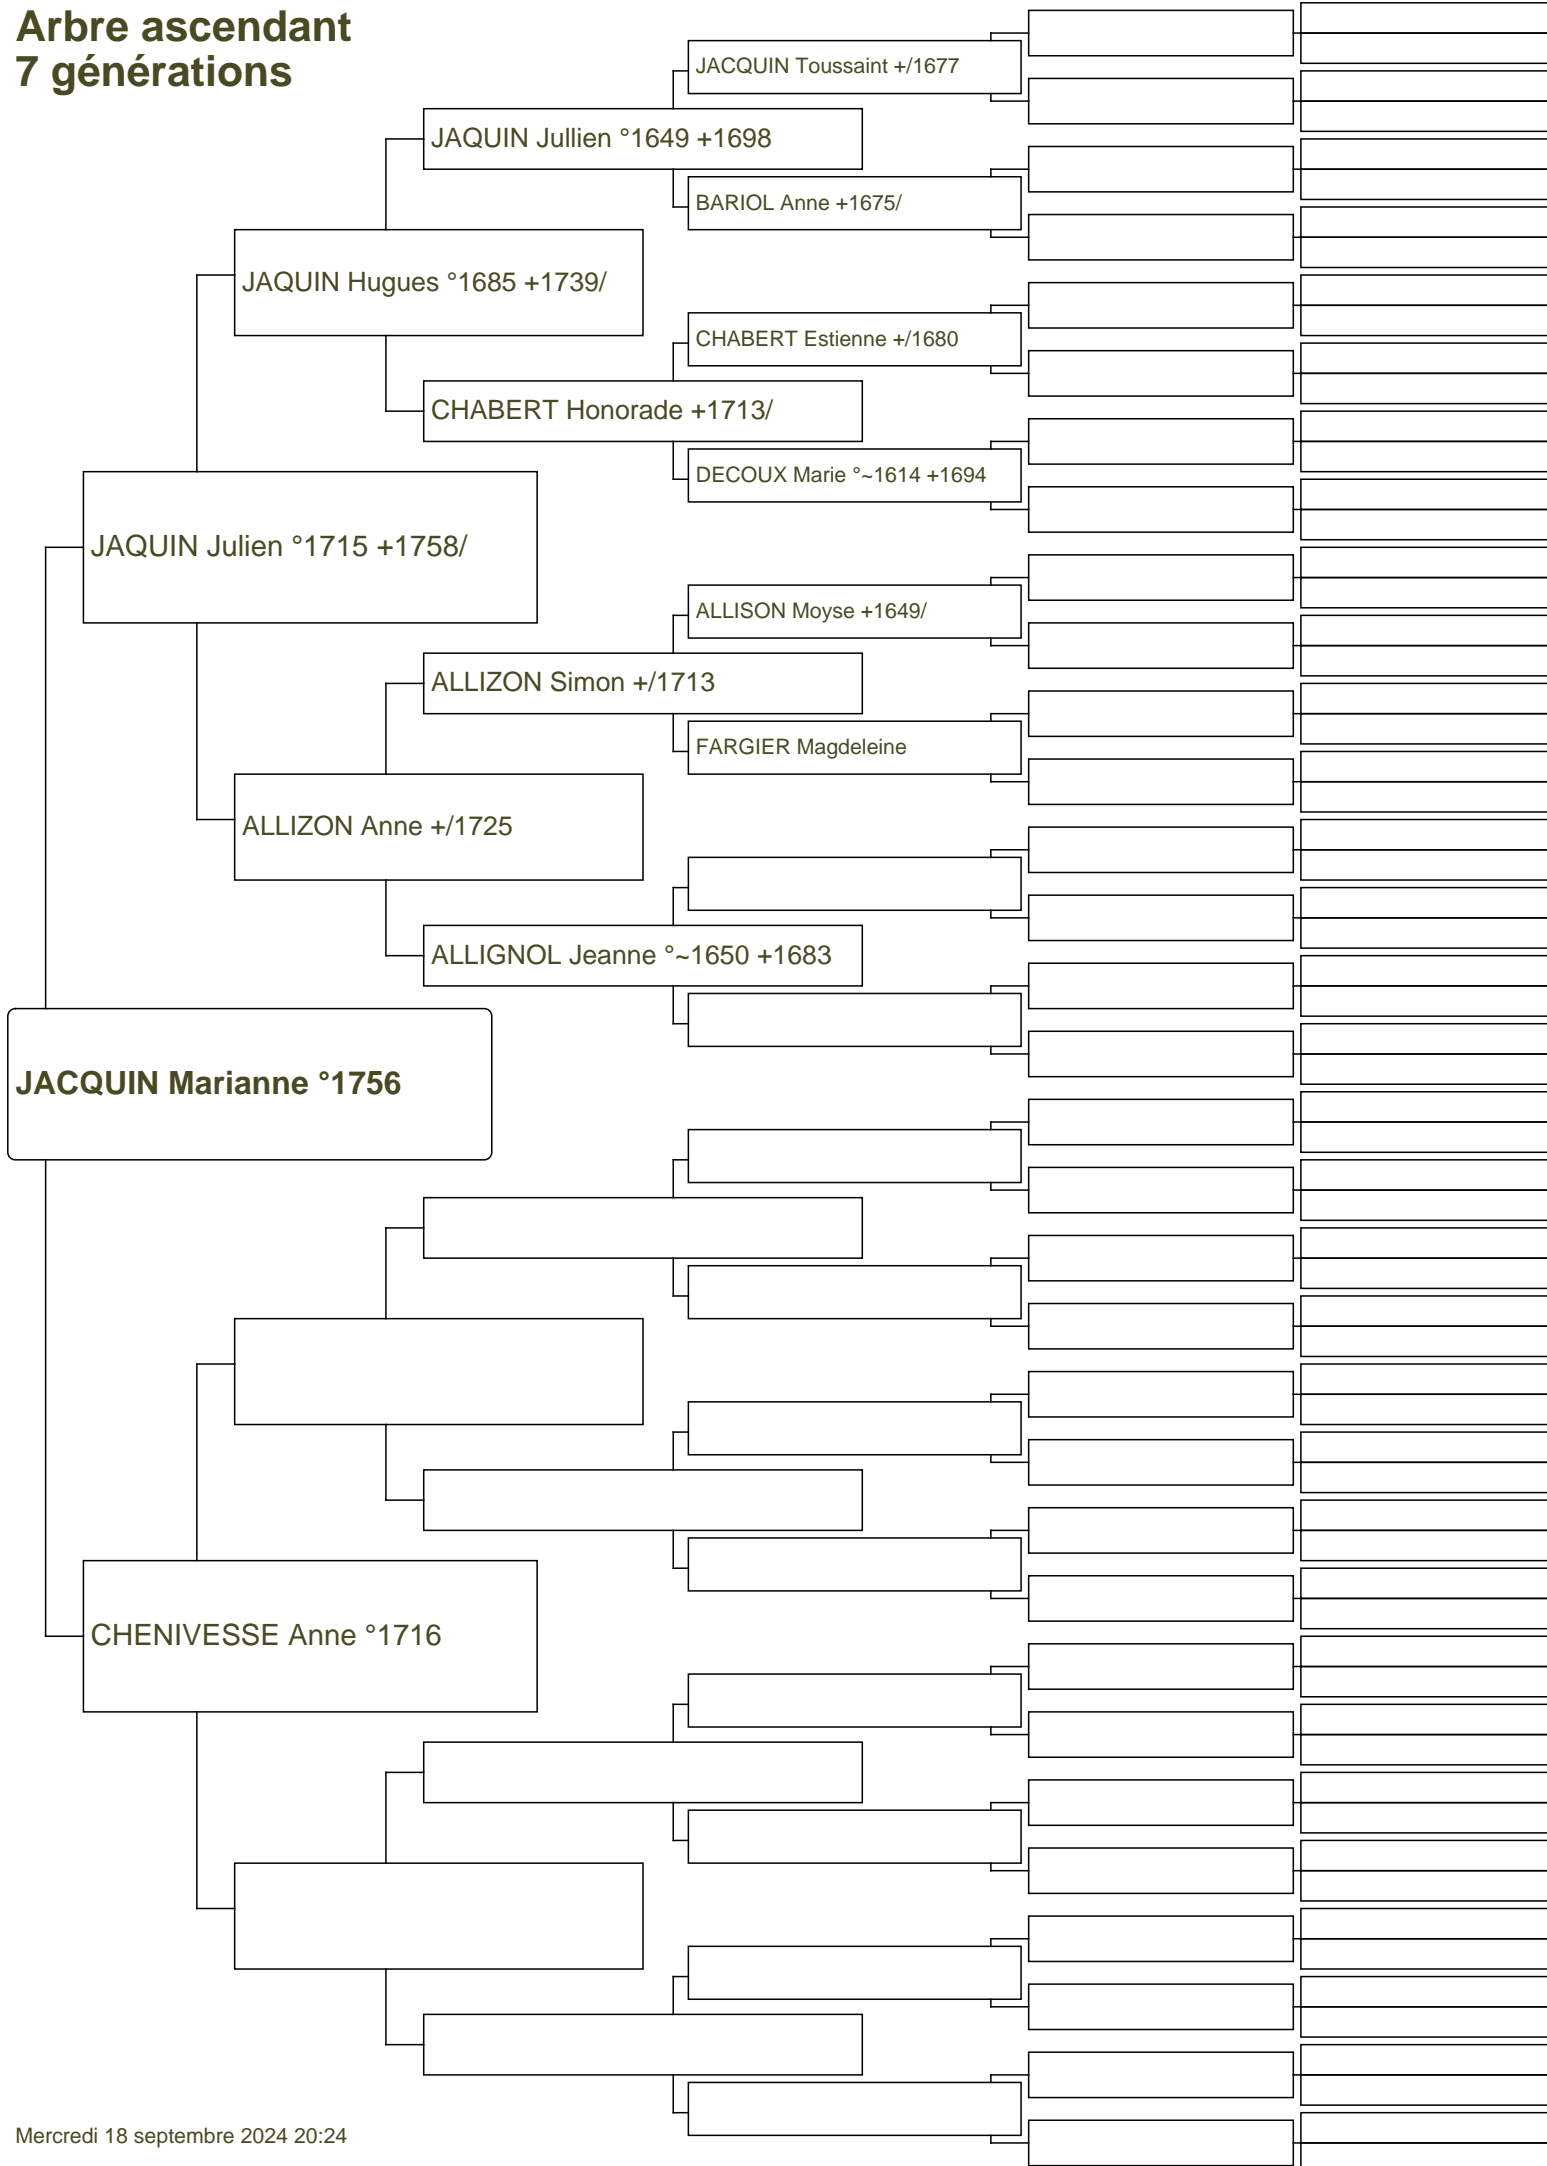 Arbre ascendant
7 générations
JACQUIN Toussaint +/1677
JAQUIN Jullien °1649 +1698
BARIOL Anne +1675/
JAQUIN Hugues °1685 +1739/
CHABERT Estienne +/1680
CHABERT Honorade +1713/
DECOUX Marie °~1614 +1694
JAQUIN Julien °1715 +1758/
ALLISON Moyse +1649/
ALLIZON Simon +/1713
FARGIER Magdeleine
ALLIZON Anne +/1725
ALLIGNOL Jeanne °~1650 +1683
JACQUIN Marianne °1756
CHENIVESSE Anne °1716
Mercredi 18 septembre 2024 20:24